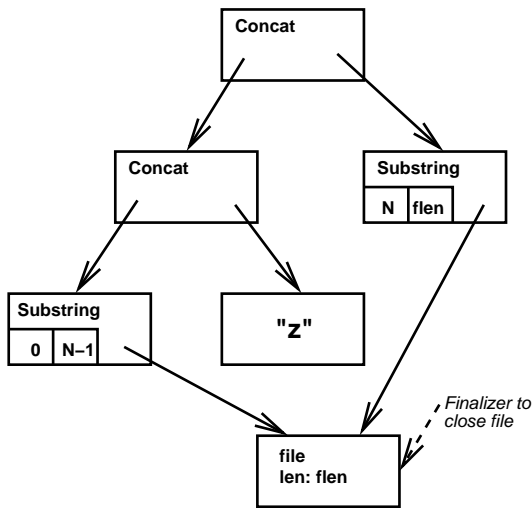 Concat
Concat
Substring
N flen
Substring
0 N–1
"z"
Finalizer to
close file
file
len: flen